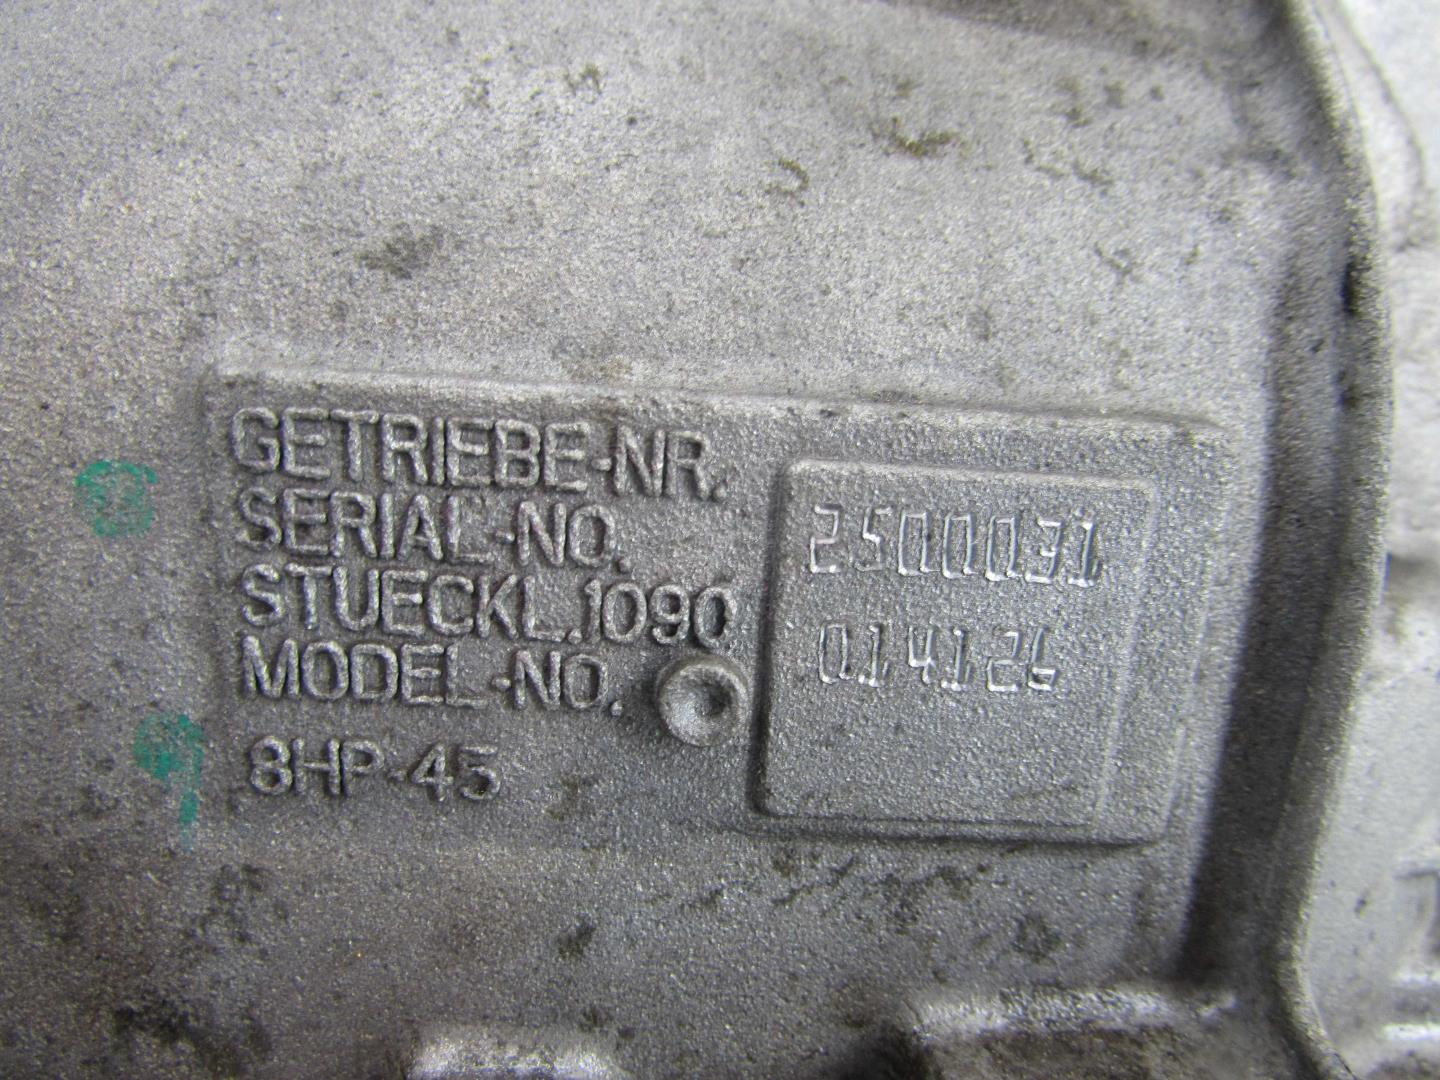 GETRIEBE-NR.
SERIAL-NO.
2500031
STUECKL.1090
MODEL-NO.
014126
8HP-45